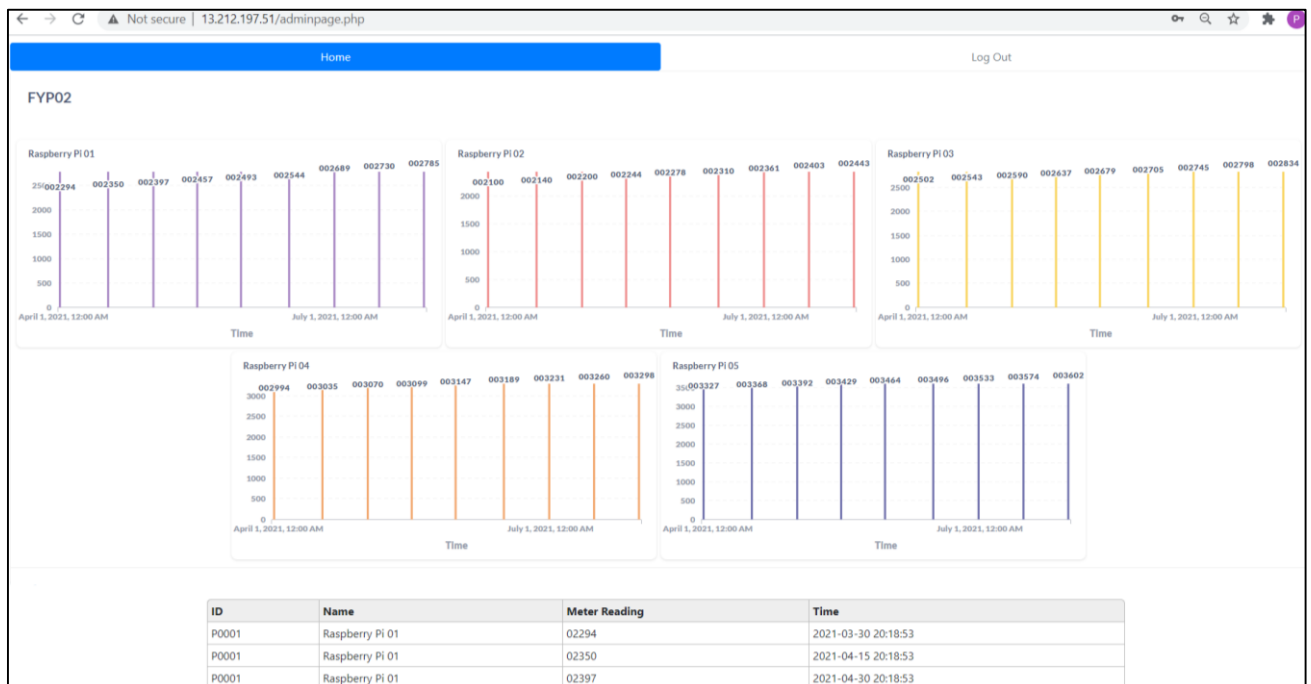 Not secure | 13.212.197.51/adminpage.php
P
Home Log Out
FYP02
Raspberry Pi 01
002294 002350 002397 002457 002493 002544 002689 002730 002785
2000
1500
1000
500
0
April 1, 2021, 12:00 AM July 1, 2021, 12:00 AM
Time
Raspberry Pi 02
002100 002140 002200 002244 002278 002310 002361 002403 002443
2000
1500
1000
500
0
April 1, 2021, 12:00 AM July 1, 2021, 12:00 AM
Time
Raspberry Pi 03
002502 002543 002590 002637 002679 002705 002745 002798 002834
2500
2000
1500
1000
500
0
April 1, 2021, 12:00 AM July 1, 2021, 12:00 AM
Time
Raspberry Pi 04
002994 003035 003070 003099 003147 003189 003231 003260 003298
3000
2500
2000
1500
1000
500
0
April 1, 2021, 12:00 AM July 1, 2021, 12:00 AM
Time
Raspberry Pi 05
003327 003368 003392 003429 003464 003496 003533 003574 003602
3000
2500
2000
1500
1000
500
0
April 1, 2021, 12:00 AM July 1, 2021, 12:00 AM
Time
ID Name Meter Reading Time
P0001 Raspberry Pi 01 02294 2021-03-30 20:18:53
P0001 Raspberry Pi 01 02350 2021-04-15 20:18:53
P0001 Raspberry Pi 01 02397 2021-04-30 20:18:53